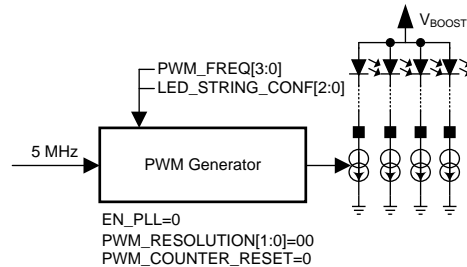 VBOOST
PWM_FREQ[3:0]
LED_STRING_CONF[2:0]
5 MHz
PWM Generator
EN_PLL=0
PWM_RESOLUTION[1:0]=00
PWM_COUNTER_RESET=0